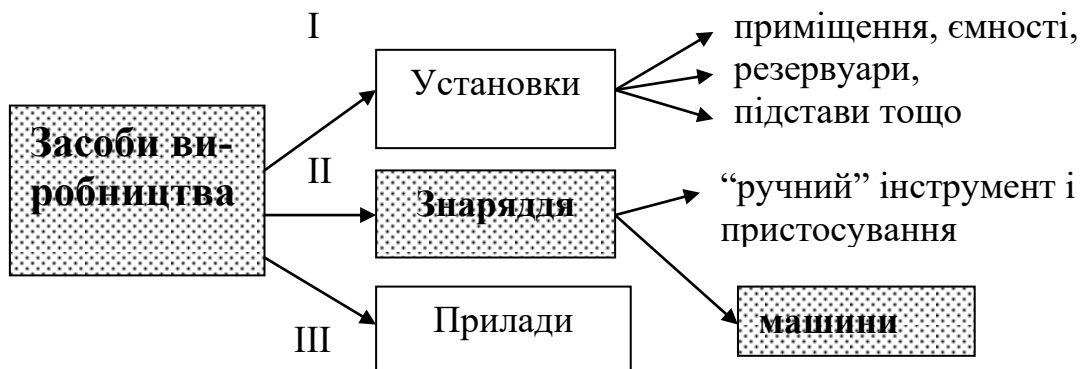 I
Установки
приміщення, ємності,
резервуари,
підстави тощо
Засоби ви-
робництва
II
Знаряддя
“ручний” інструмент і
пристосування
III
Прилади
машини